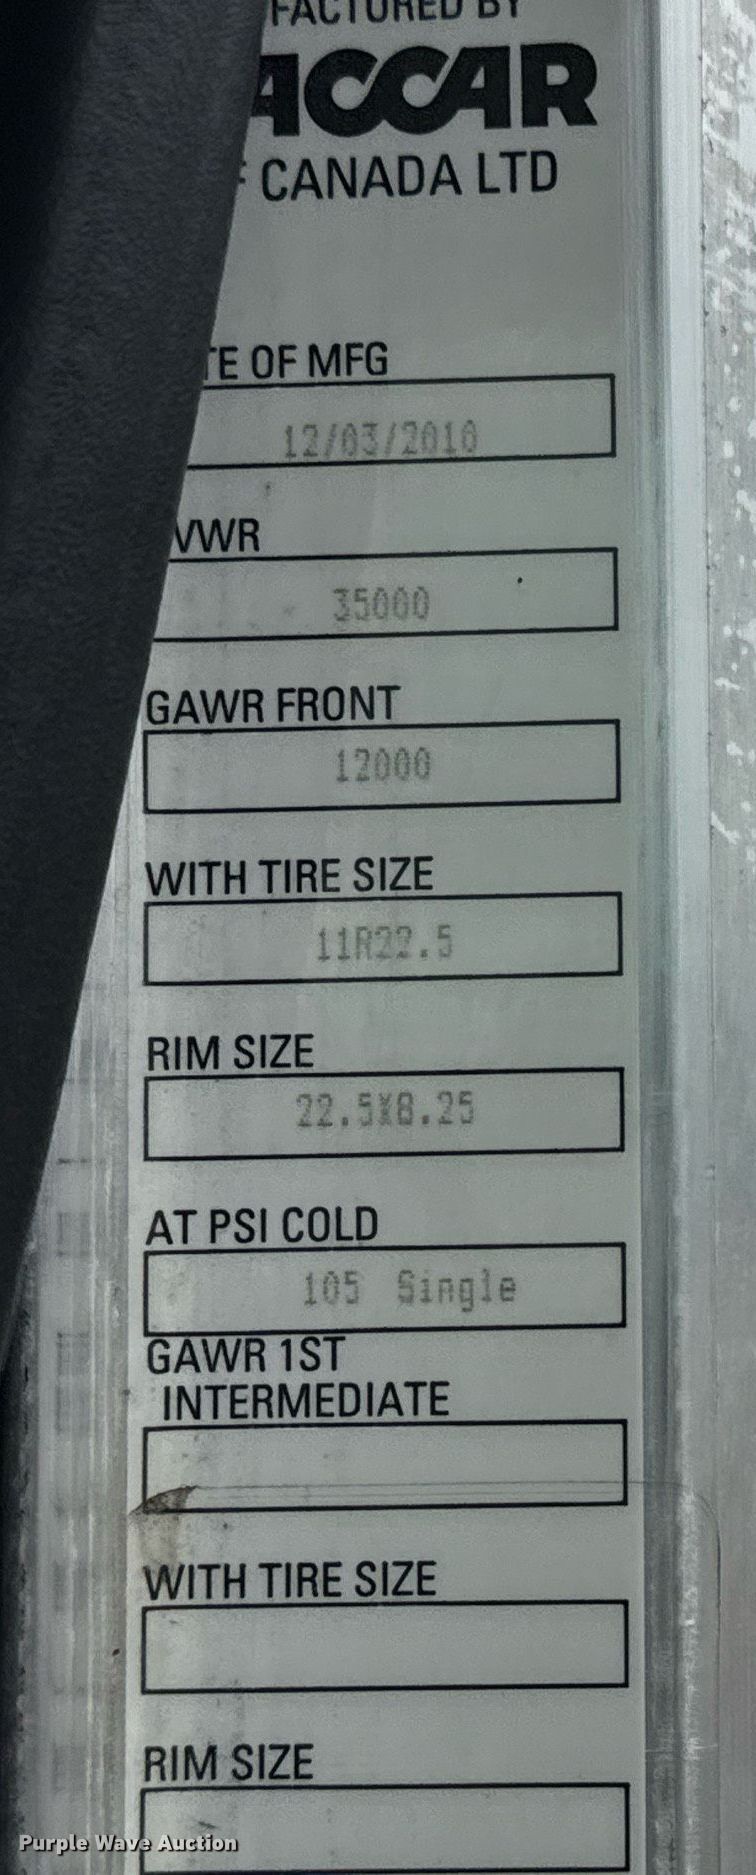 FACTURED BY
ACCAR
CANADA LTD
TE OF MFG
12/03/2010
VWR
35000
GAWR FRONT
12000
WITH TIRE SIZE
11R22.5
RIM SIZE
22.5X8.25
AT PSI COLD
105 Single
GAWR 1ST
INTERMEDIATE
WITH TIRE SIZE
RIM SIZE
Purple Wave Auction